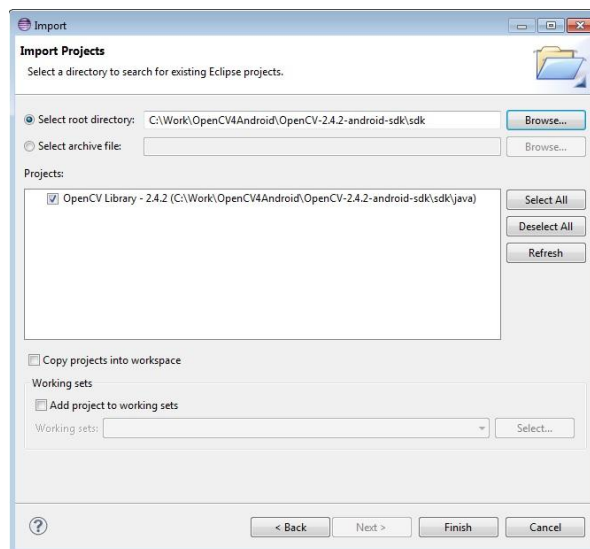 Import
Import Projects
Select a directory to search for existing Eclipse projects.
Select root directory: C:\Work\OpenCV4Android\OpenCV-2.4.2-android-sdk\sdk Browse...
Select archive file: Browse...
Projects:
OpenCV Library - 2.4.2 (C:\Work\OpenCV4Android\OpenCV-2.4.2-android-sdk\sdk\java) Select All
Deselect All
Refresh
Copy projects into workspace
Working sets
Add project to working sets
Working sets: Select...
? < Back Next > Finish Cancel